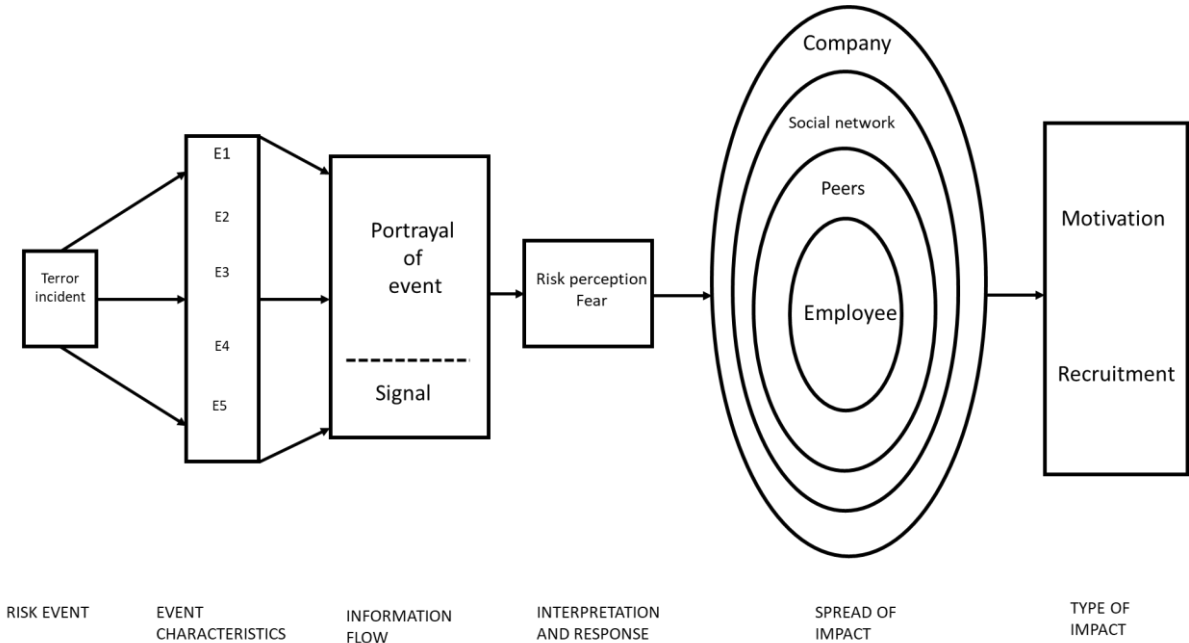 Terror
incident
E1
E2
E3
E4
E5
Portrayal
of
event
Signal
Risk perception
Fear
Company
Social network
Peers
Employee
Motivation
Recruitment
RISK EVENT
EVENT
CHARACTERISTICS
INFORMATION
FLOW
INTERPRETATION
AND RESPONSE
SPREAD OF
IMPACT
TYPE OF
IMPACT